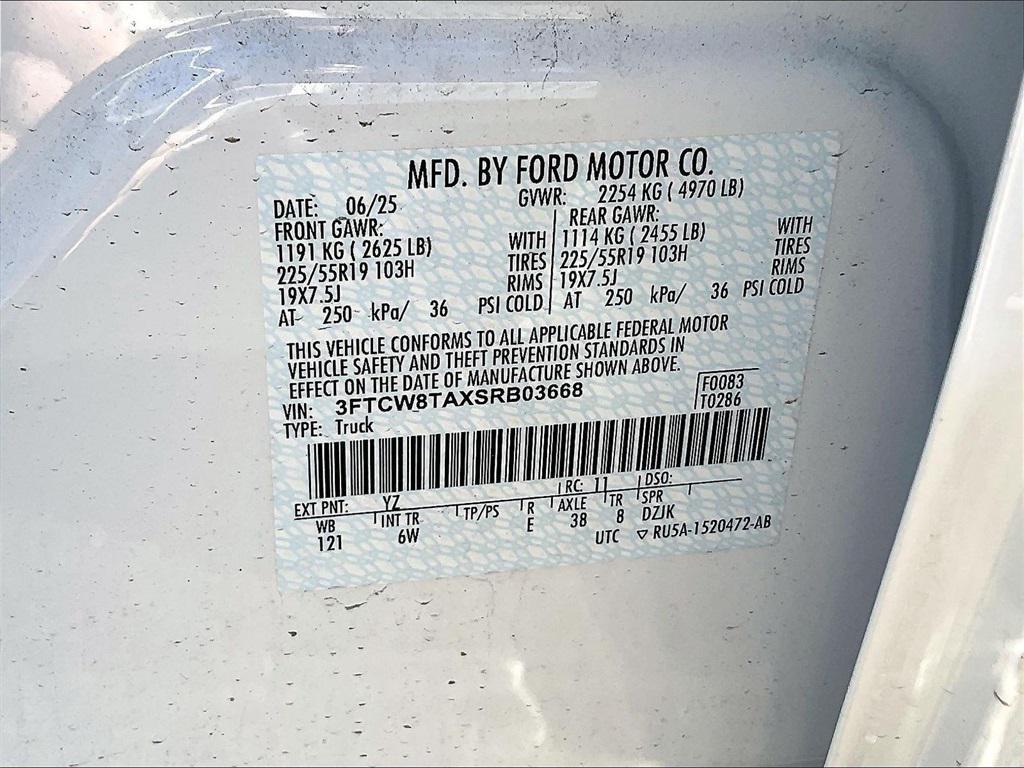 MFD. BY FORD MOTOR CO.
DATE: 06/25 GVWR: 2254 KG ( 4970 LB)
FRONT GAWR: REAR GAWR:
1191 KG ( 2625 LB) WITH 1114 KG ( 2455 LB) WITH
225/55R19 103H TIRES 225/55R19 103H TIRES
19X7.5J RIMS 19X7.5J RIMS
AT 250 kPa/ 36 PSI COLD AT 250 kPa/ 36 PSI COLD
THIS VEHICLE CONFORMS TO ALL APPLICABLE FEDERAL MOTOR
VEHICLE SAFETY AND THEFT PREVENTION STANDARDS IN
EFFECT ON THE DATE OF MANUFACTURE SHOWN ABOVE.
VIN: 3FTCW8TAXSRB03668 F0083
TYPE: Truck T0286
EXT PNT: YZ RC: 11 DSO:
WB INT TR TP/PS R AXLE TR SPR
121 6W E 38 8 DZJK
UTC ▽ RU5A-1520472-AB